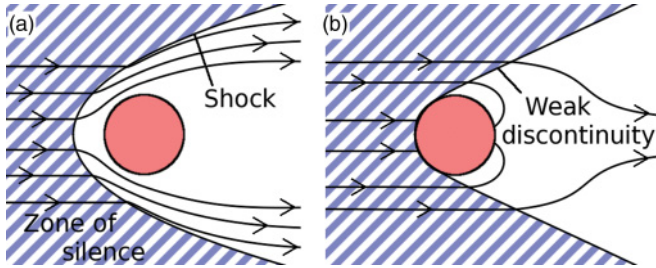 (a)
Shock
Zone of
silence
(b)
Weak
discontinuity